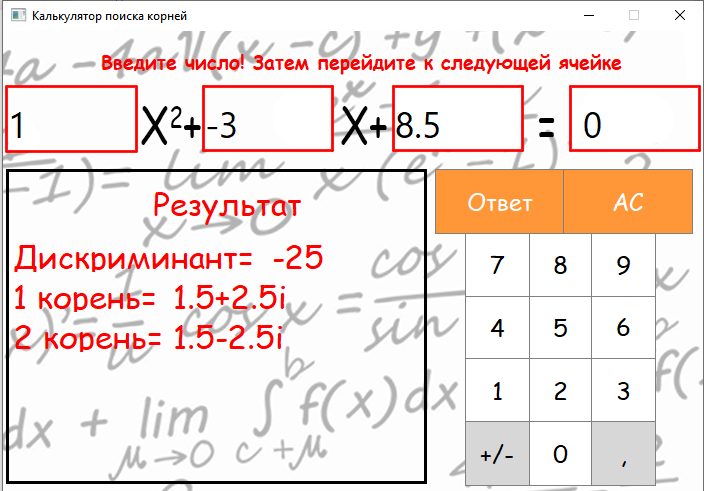 Калькулятор поиска корней
Введите число! Затем перейдите к следующей ячейке
1 X²+ -3 X+ 8.5 = 0
Результат
Дискриминант= -25
1 корень= 1.5+2.5i
2 корень= 1.5-2.5i
Ответ AC
7 8 9
4 5 6
1 2 3
+/- 0 ,